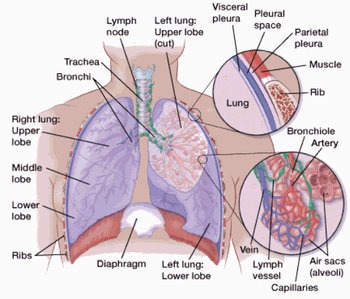 Lymph
node
Left lung:
Upper lobe
(cut)
Visceral
pleura
Pleural
space
Parietal
pleura
Muscle
Rib
Lung
Trachea
Bronchi
Right lung:
Upper
lobe
Middle
lobe
Lower
lobe
Ribs
Diaphragm
Left lung:
Lower lobe
Bronchiole
Artery
Vein
Lymph
vessel
Capillaries
Air sacs
(alveoli)